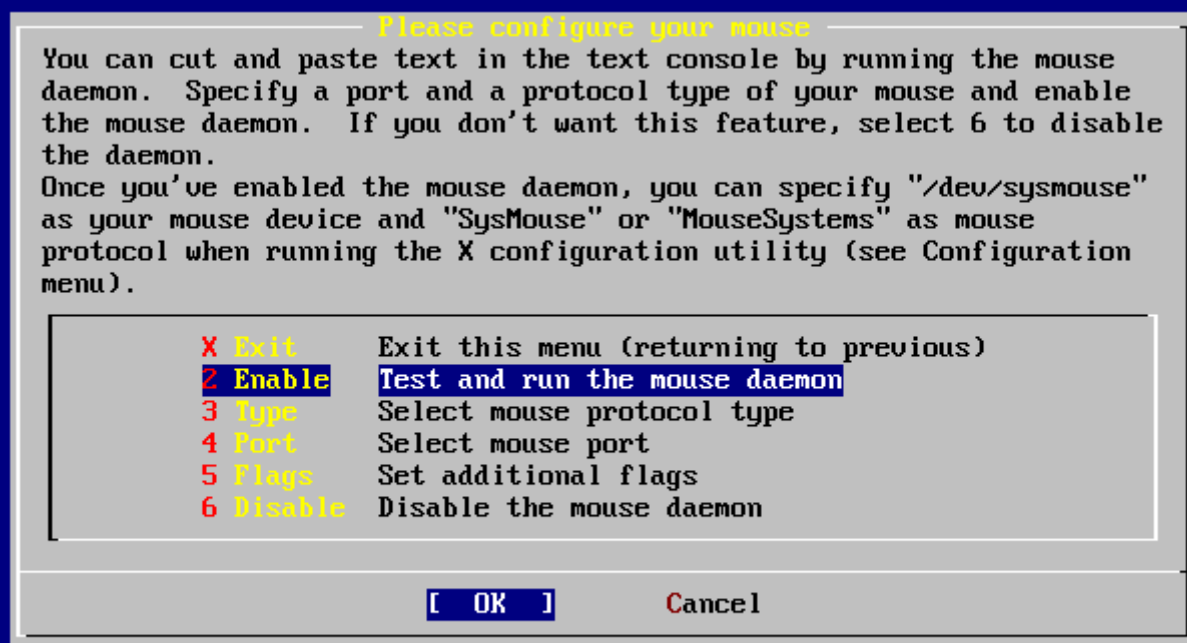 Please configure your mouse
You can cut and paste text in the text console by running the mouse
daemon.  Specify a port and a protocol type of your mouse and enable
the mouse daemon.  If you don't want this feature, select 6 to disable
the daemon.
Once you've enabled the mouse daemon, you can specify "/dev/sysmouse"
as your mouse device and "SysMouse" or "MouseSystems" as mouse
protocol when running the X configuration utility (see Configuration
menu).
X Exit     Exit this menu (returning to previous)
2 Enable   Test and run the mouse daemon
3 Type     Select mouse protocol type
4 Port     Select mouse port
5 Flags    Set additional flags
6 Disable  Disable the mouse daemon
[  OK  ]       Cancel